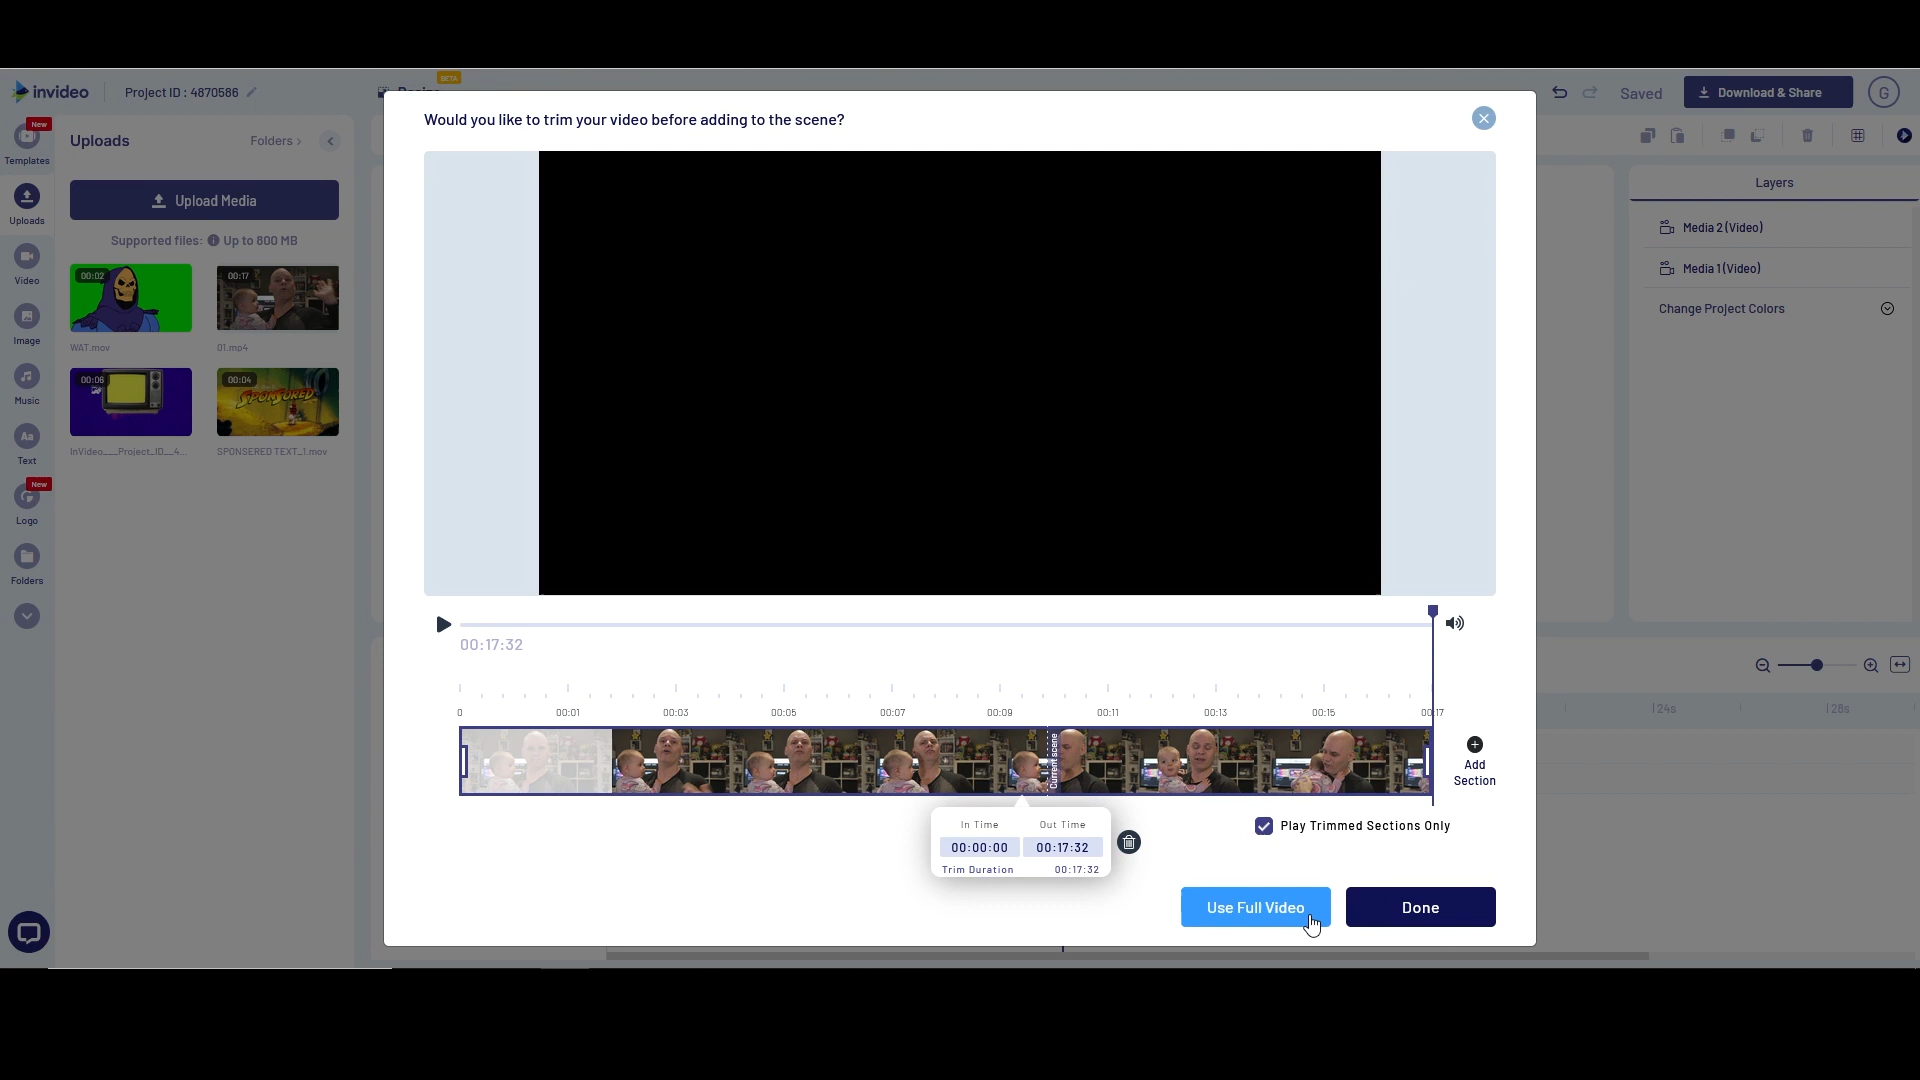 invideo
Project ID : 4870586
BETA
Saved
Download & Share
G
Would you like to trim your video before adding to the scene?
New
Templates
Uploads
Video
Image
Music
Aa
Text
New
Logo
Folders
Uploads
Folders
Upload Media
Supported files: Up to 800 MB
00:02
WAT.mov
00:17
01.mp4
00:06
InVideo___Project_ID__4...
00:04
SPONSORED
SPONSERED TEXT_1.mov
00:17:32
0
00:01
00:03
00:05
00:07
00:09
00:11
00:13
00:15
00:17
Current scene
Add
Section
In Time
Out Time
00:00:00
00:17:32
Trim Duration
00:17:32
Play Trimmed Sections Only
Use Full Video
Done
Layers
Media 2 (Video)
Media 1 (Video)
Change Project Colors
24s
28s